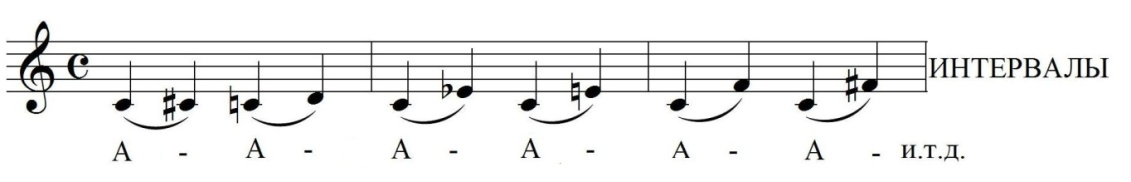 ИНТЕРВАЛЫ
А - А - А - А - А - А - и.т.д.